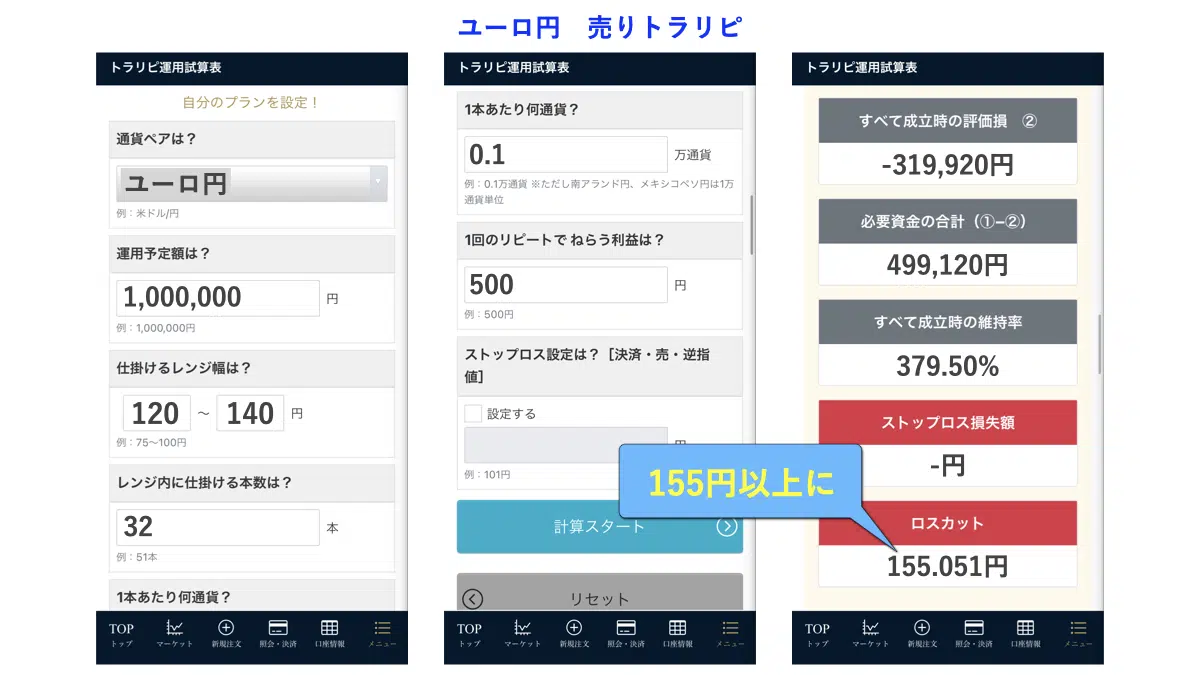 ユーロ円　売りトラリピ
トラリピ運用試算表
自分のプランを設定！
通貨ペアは？
ユーロ円
例：米ドル/円
運用予定額は？
1,000,000 円
例：1,000,000円
仕掛けるレンジ幅は？
120 ～ 140 円
例：75～100円
レンジ内に仕掛ける本数は？
32 本
例：51本
1本あたり何通貨？
TOP マーケット 新規注文 照会・決済 口座情報 メニュー
トップ
トラリピ運用試算表
1本あたり何通貨？
0.1 万通貨
例：0.1万通貨 ※ただし南アランド円、メキシコペソ円は1万
通貨単位
1回のリピートで ねらう利益は？
500 円
例：500円
ストップロス設定は？［決済・売・逆指
値］
設定する
円
例：101円
計算スタート
リセット
TOP マーケット 新規注文 照会・決済 口座情報 メニュー
トップ
トラリピ運用試算表
すべて成立時の評価損　②
-319,920円
必要資金の合計（①−②）
499,120円
すべて成立時の維持率
379.50%
ストップロス損失額
-円
155円以上に
ロスカット
155.051円
TOP マーケット 新規注文 照会・決済 口座情報 メニュー
トップ